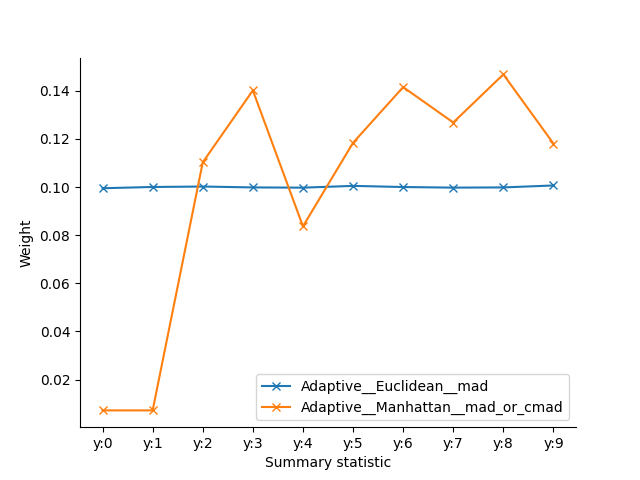 0.14
0.12
0.10
0.08
0.06
0.04
0.02
Weight
Adaptive__Euclidean__mad
Adaptive__Manhattan__mad_or_cmad
y:0 y:1 y:2 y:3 y:4 y:5 y:6 y:7 y:8 y:9
Summary statistic